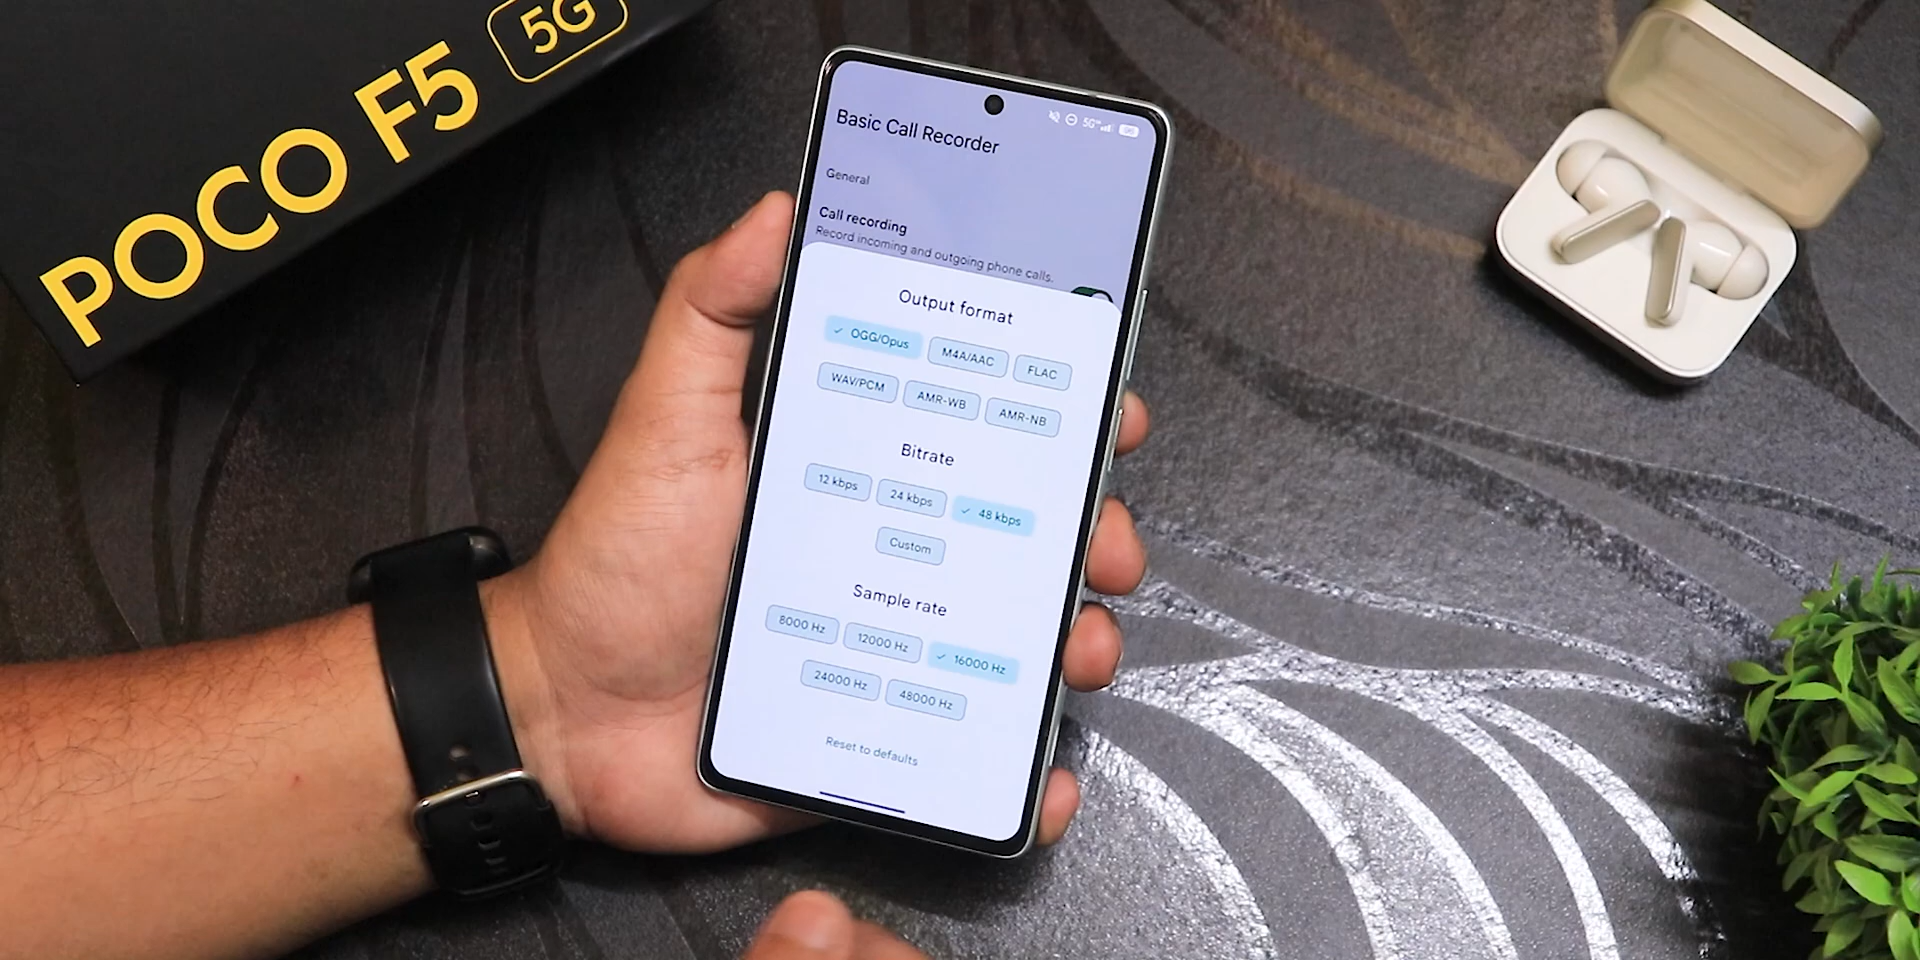 POCO F5 5G
Basic Call Recorder
5G
General
Call recording
Record incoming and outgoing phone calls.
Output format
OGG/Opus M4A/AAC FLAC
WAV/PCM AMR-WB AMR-NB
Bitrate
12 kbps 24 kbps 48 kbps
Custom
Sample rate
8000 Hz 12000 Hz 16000 Hz
24000 Hz 48000 Hz
Reset to defaults